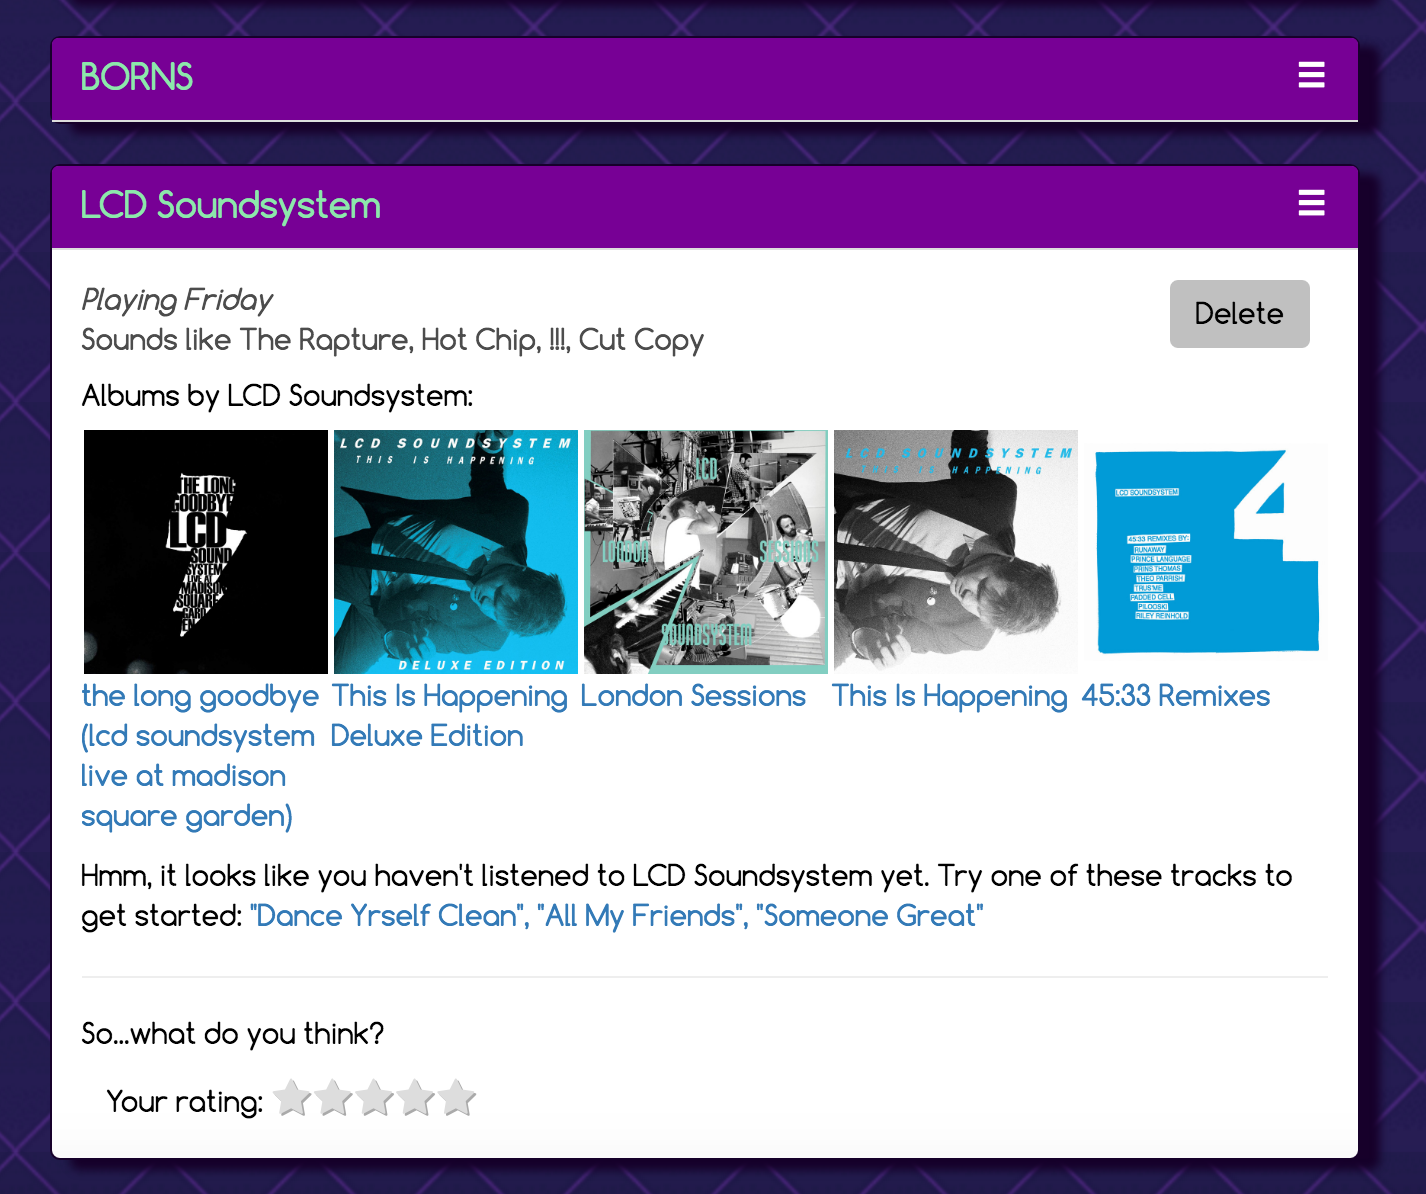 BORNS
LCD Soundsystem
Playing Friday
Delete
Sounds like The Rapture, Hot Chip, !!!, Cut Copy
Albums by LCD Soundsystem:
THE LONG
GOODBYE
LCD
SOUND
SYSTEM
LIVE AT
MADISON
SQUARE
LCD SOUNDSYSTEM
THIS IS HAPPENING
DELUXE EDITION
LCD
LONDON SESSIONS
SOUNDSYSTEM
LCD SOUNDSYSTEM
THIS IS HAPPENING
LCD SOUNDSYSTEM
45:33 REMIXES BY:
RUNAWAY
PRINCE LANGUAGE
PRINS THOMAS
THEO PARRISH
TRUS'ME
PADDED CELL
PILOOSKI
RILEY REINHOLD
the long goodbye
(lcd soundsystem
live at madison
square garden)
This Is Happening
Deluxe Edition
London Sessions
This Is Happening
45:33 Remixes
Hmm, it looks like you haven't listened to LCD Soundsystem yet. Try one of these tracks to
get started: "Dance Yrself Clean", "All My Friends", "Someone Great"
So...what do you think?
Your rating: